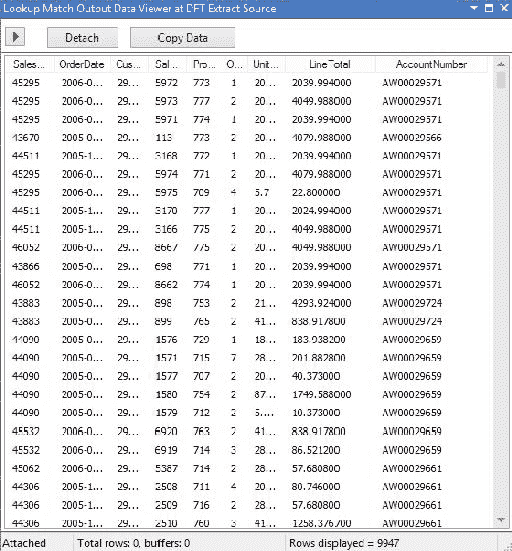 Lookup Match Output Data Viewer at DFT Extract Source
Detach Copy Data
Sales... OrderDate Cus... Sal... Pro... O... Unit... LineTotal AccountNumber
45295 2006-0... 29... 5972 773 1 20... 2039.994000 AW00029571
45295 2006-0... 29... 5973 777 2 20... 4049.988000 AW00029571
45295 2006-0... 29... 5971 774 1 20... 2039.994000 AW00029571
43670 2005-0... 29... 113 773 2 20... 4079.988000 AW00029566
44511 2005-1... 29... 3168 772 1 20... 2039.994000 AW00029571
45295 2006-0... 29... 5974 771 2 20... 4079.988000 AW00029571
45295 2006-0... 29... 5975 709 4 5.7 22.800000 AW00029571
44511 2005-1... 29... 3170 777 1 20... 2024.994000 AW00029571
44511 2005-1... 29... 3166 775 2 20... 4049.988000 AW00029571
46052 2006-0... 29... 8667 775 2 20... 4049.988000 AW00029571
43866 2005-0... 29... 698 771 1 20... 2039.994000 AW00029571
46052 2006-0... 29... 8662 774 1 20... 2039.994000 AW00029571
43883 2005-0... 29... 898 753 2 21... 4293.924000 AW00029724
43883 2005-0... 29... 899 765 2 41... 838.917800 AW00029724
44090 2005-0... 29... 1576 729 1 18... 183.938200 AW00029659
44090 2005-0... 29... 1571 715 7 28... 201.882800 AW00029659
44090 2005-0... 29... 1577 707 2 20... 40.373000 AW00029659
44090 2005-0... 29... 1580 754 2 87... 1749.588000 AW00029659
44090 2005-0... 29... 1579 712 2 5.... 10.373000 AW00029659
45532 2006-0... 29... 6920 763 2 41... 838.917800 AW00029659
45532 2006-0... 29... 6919 714 3 28... 86.521200 AW00029659
45062 2006-0... 29... 5387 714 2 28... 57.680800 AW00029661
44306 2005-1... 29... 2508 711 4 20... 80.746000 AW00029661
44306 2005-1... 29... 2509 716 2 28... 57.680800 AW00029661
44306 2005-1... 29... 2510 760 3 41... 1258.376700 AW00029661
Attached Total rows: 0, buffers: 0 Rows displayed = 9947